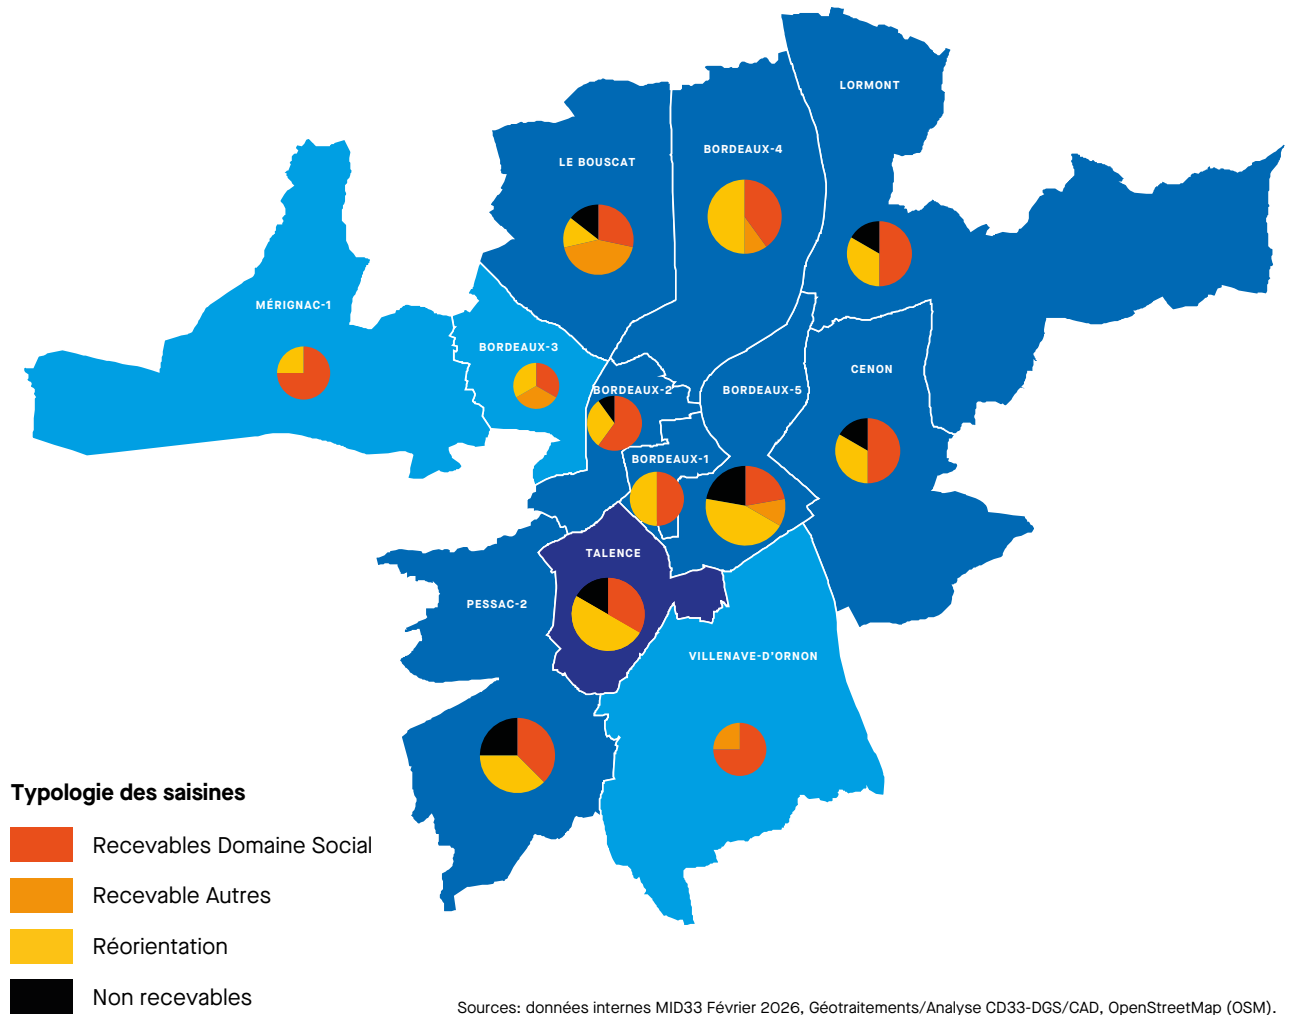 LORMONT
BORDEAUX-4
LE BOUSCAT
MÉRIGNAC-1
BORDEAUX-3
CENON
BORDEAUX-2
BORDEAUX-5
BORDEAUX-1
TALENCE
PESSAC-2
VILLENAVE-D'ORNON
Typologie des saisines
Recevables Domaine Social
Recevable Autres
Réorientation
Non recevables
Sources: données internes MID33 Février 2026, Géotraitements/Analyse CD33-DGS/CAD, OpenStreetMap (OSM).